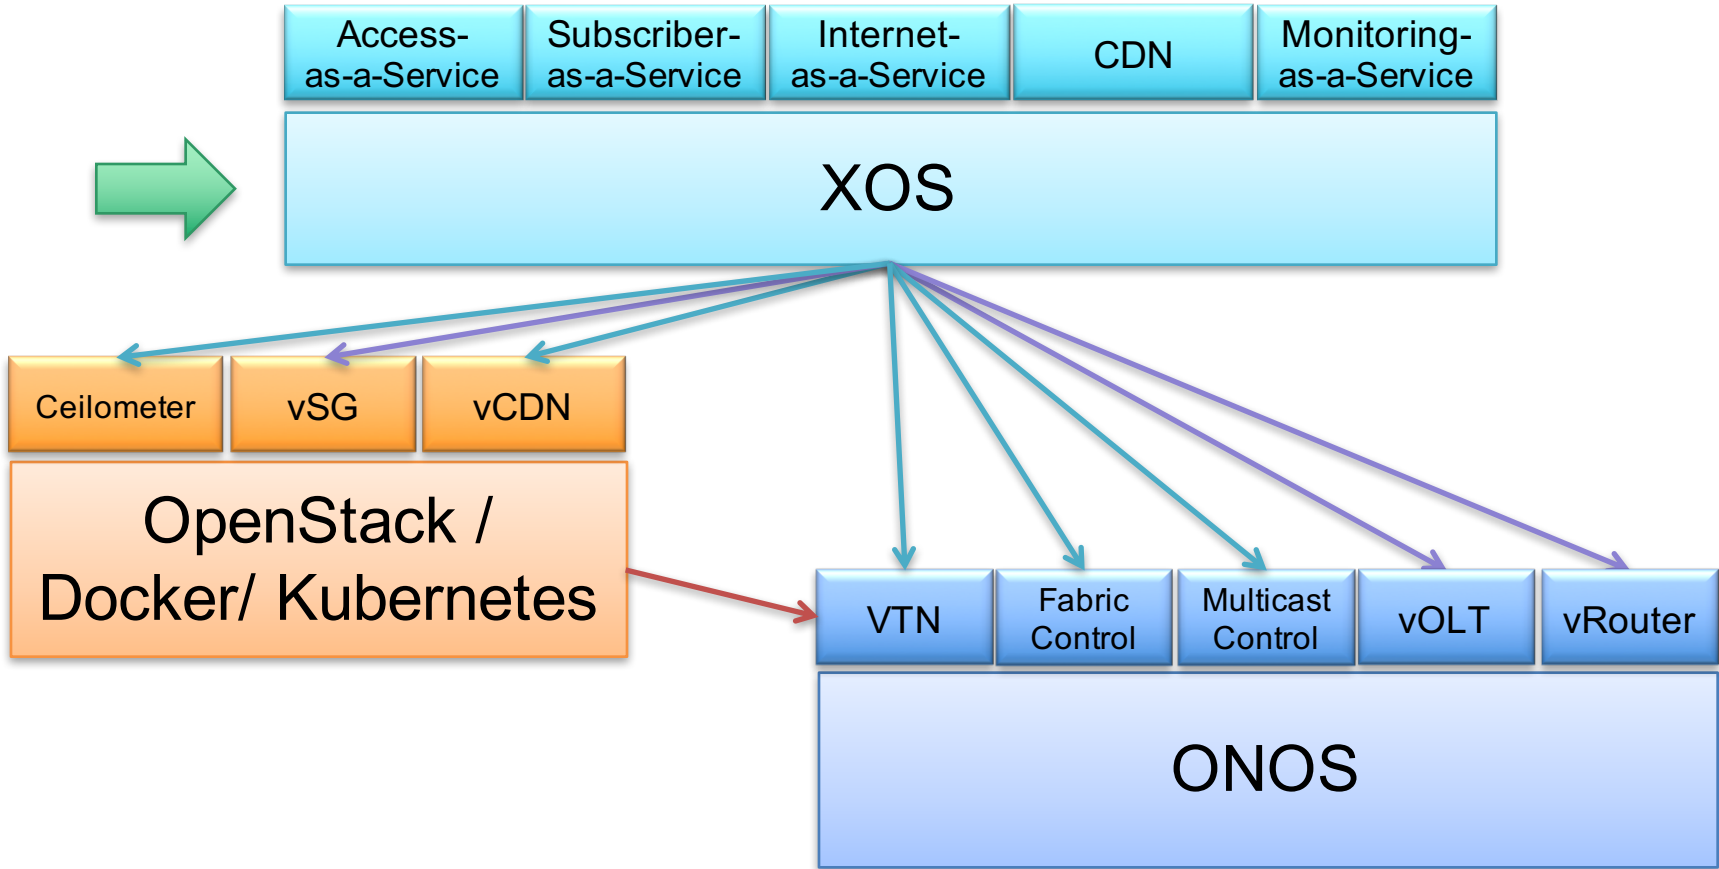 Access-
as-a-Service
Subscriber-
as-a-Service
Internet-
as-a-Service
CDN
Monitoring-
as-a-Service
XOS
Ceilometer
vSG
vCDN
OpenStack /
Docker/ Kubernetes
VTN
Fabric
Control
Multicast
Control
vOLT
vRouter
ONOS